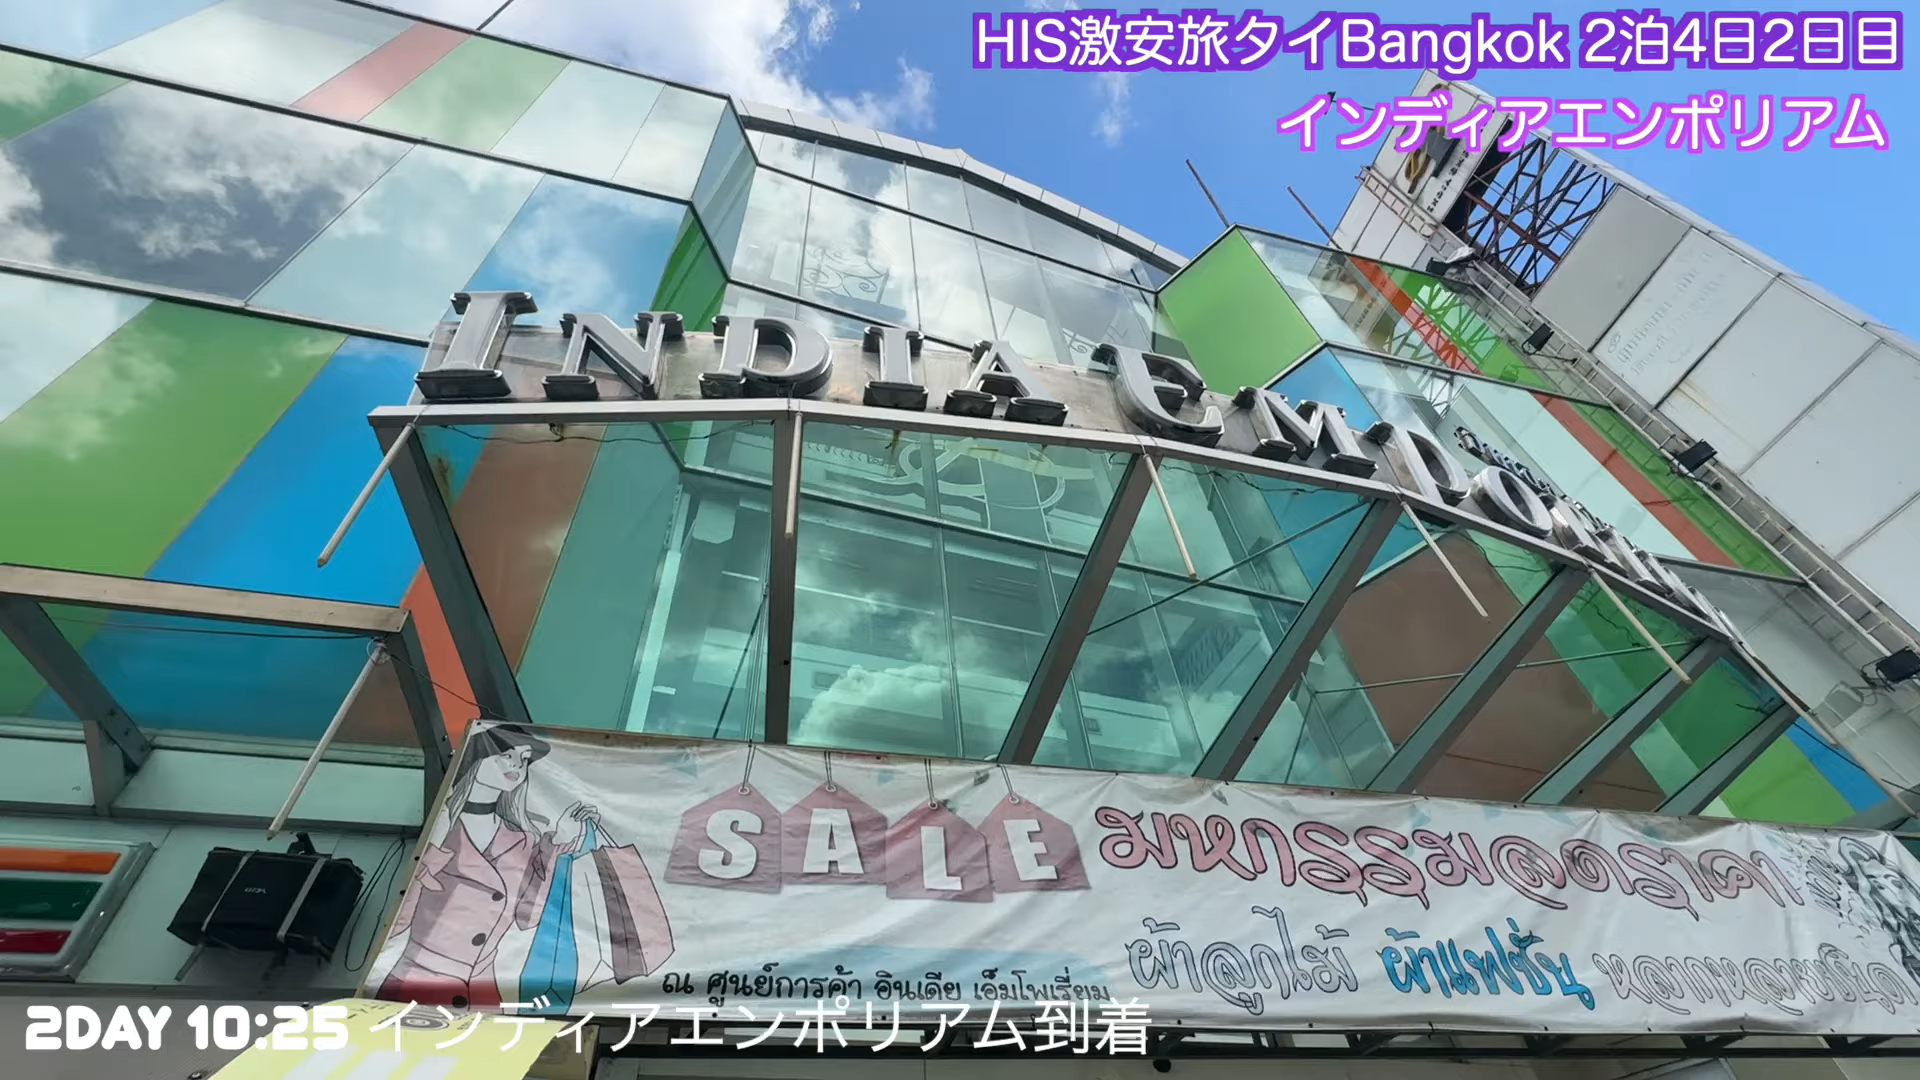 HIS激安旅タイBangkok 2泊4日2日目
インディアエンポリアム
INDIA EMPORIUM
SALE มหกรรมลดราคา
ผ้าลูกไม้ ผ้าแฟชั่น หลากหลายชนิด
ณ ศูนย์การค้า อินเดีย เอ็มโพเรี่ยม
2DAY 10:25 インディアエンポリアム到着